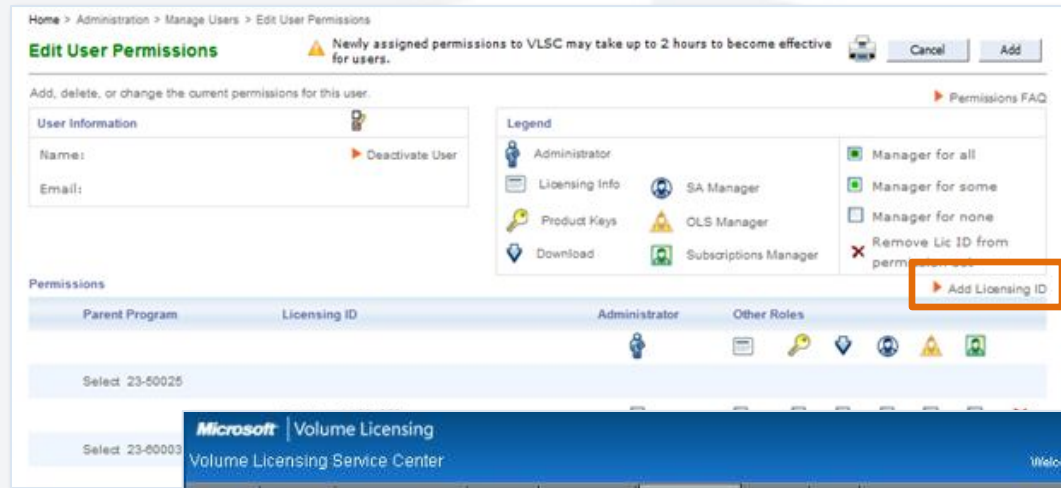 Home > Administration > Manage Users > Edit User Permissions
Edit User Permissions
Newly assigned permissions to VLSC may take up to 2 hours to become effective
for users.
Cancel
Add
Add, delete, or change the current permissions for this user.
Permissions FAQ
User Information
Name:
Deactivate User
Email:
Legend
Administrator
Licensing Info
SA Manager
Product Keys
OLS Manager
Download
Subscriptions Manager
Manager for all
Manager for some
Manager for none
Remove Lic ID from
Add Licensing ID
Permissions
Parent Program Licensing ID Administrator Other Roles
Select 23-50025
Select 23-60003
Microsoft | Volume Licensing
Volume Licensing Service Center